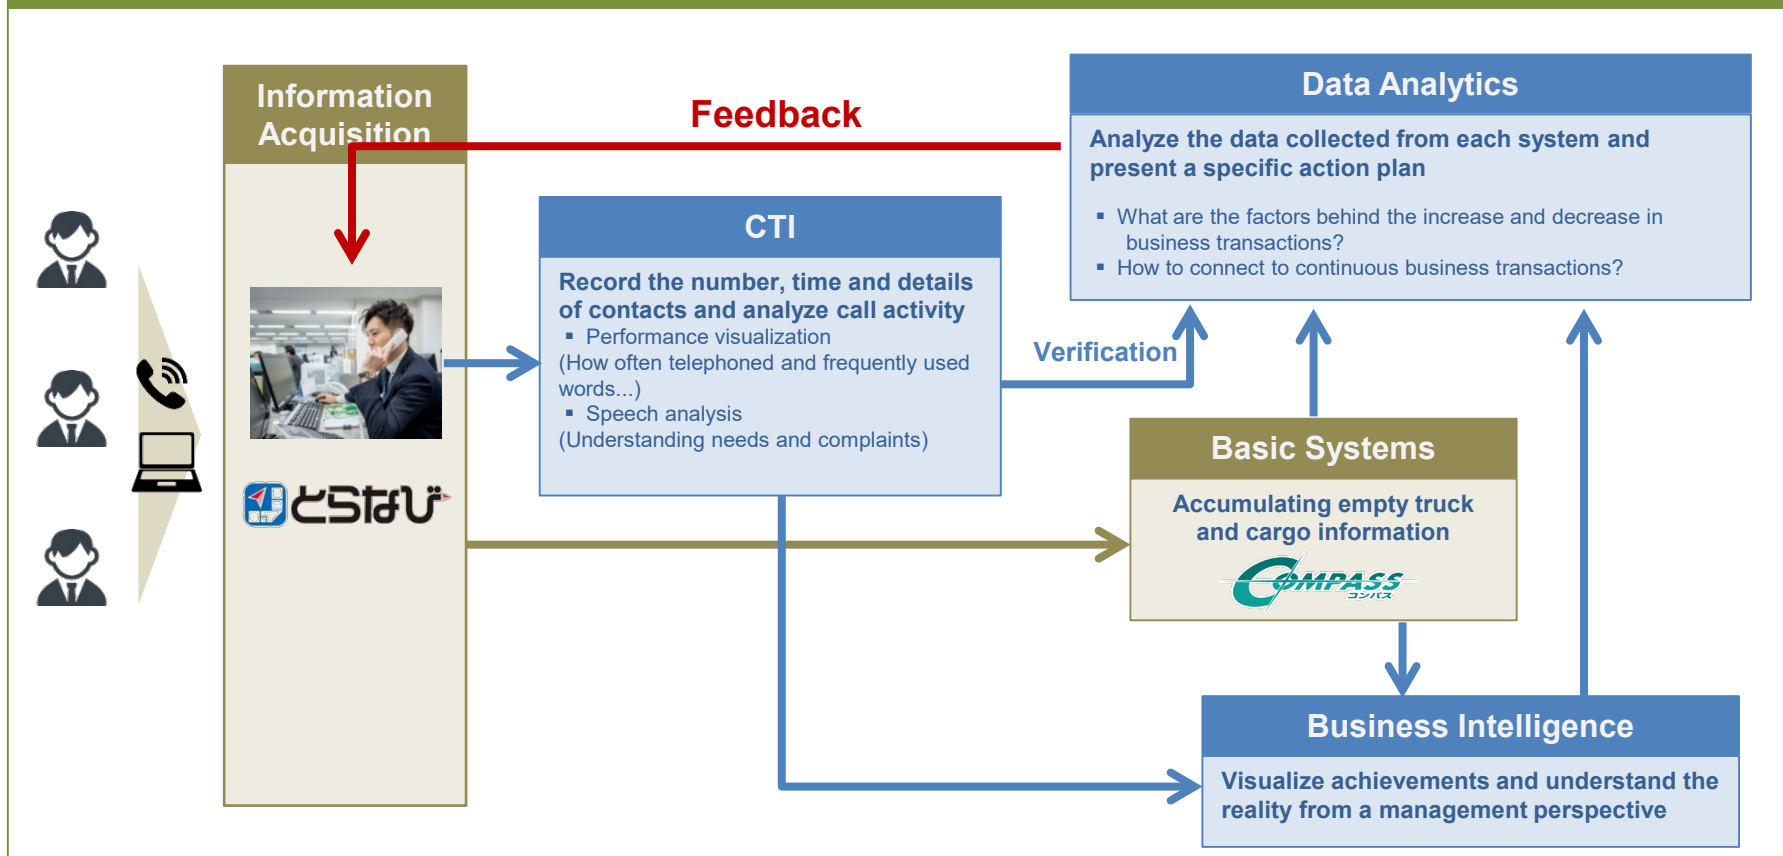 Information
Acquisition
とらなび
Feedback
CTI
Record the number, time and details
of contacts and analyze call activity
▪ Performance visualization
(How often telephoned and frequently used
words...)
▪ Speech analysis
(Understanding needs and complaints)
Verification
Data Analytics
Analyze the data collected from each system and
present a specific action plan
▪ What are the factors behind the increase and decrease in
business transactions?
▪ How to connect to continuous business transactions?
Basic Systems
Accumulating empty truck
and cargo information
COMPASS
コンパス
Business Intelligence
Visualize achievements and understand the
reality from a management perspective